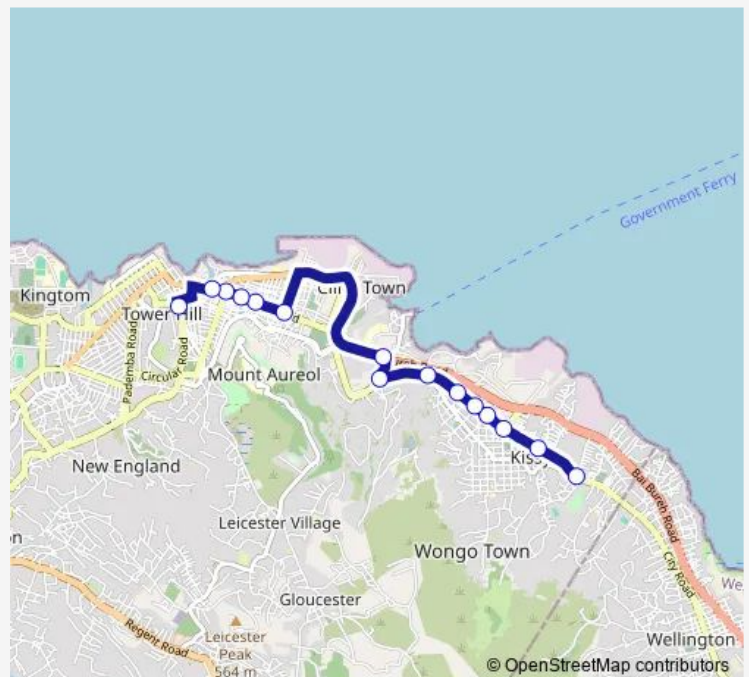 Government Ferry
Kingtom
Town
Tower Hill
Pademba Road
Circular Road
Mount Aureol
New England
Leicester Village
Wongo Town
Gloucester
Bai Bureh Road
City Road
Regent Road
Leicester
Peak
564 m
Wellington
© OpenStreetMap contributors